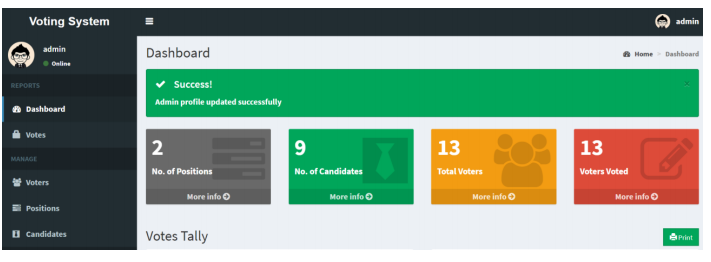 Voting System
admin
admin
Online
Dashboard
Home > Dashboard
REPORTS
Dashboard
Votes
MANAGE
Voters
Positions
Candidates
Success!
Admin profile updated successfully
2
No. of Positions
More info
9
No. of Candidates
More info
13
Total Voters
More info
13
Voters Voted
More info
Votes Tally
Print